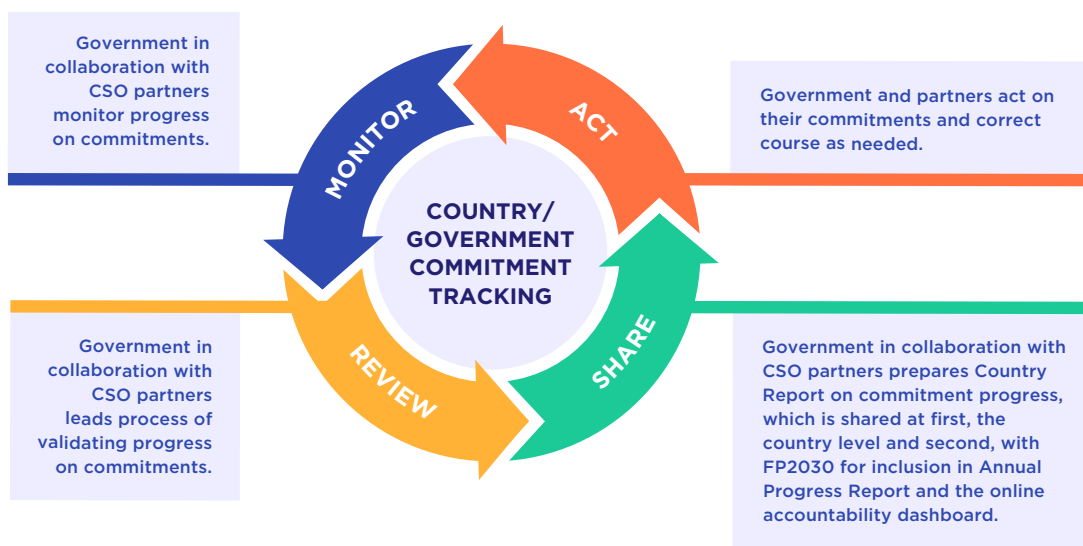 Government in
collaboration with
CSO partners
monitor progress
on commitments.
MONITOR
ACT
Government and partners act on
their commitments and correct
course as needed.
COUNTRY/
GOVERNMENT
COMMITMENT
TRACKING
Government in
collaboration with
CSO partners
leads process of
validating progress
on commitments.
REVIEW
SHARE
Government in collaboration with
CSO partners prepares Country
Report on commitment progress,
which is shared at first, the
country level and second, with
FP2030 for inclusion in Annual
Progress Report and the online
accountability dashboard.